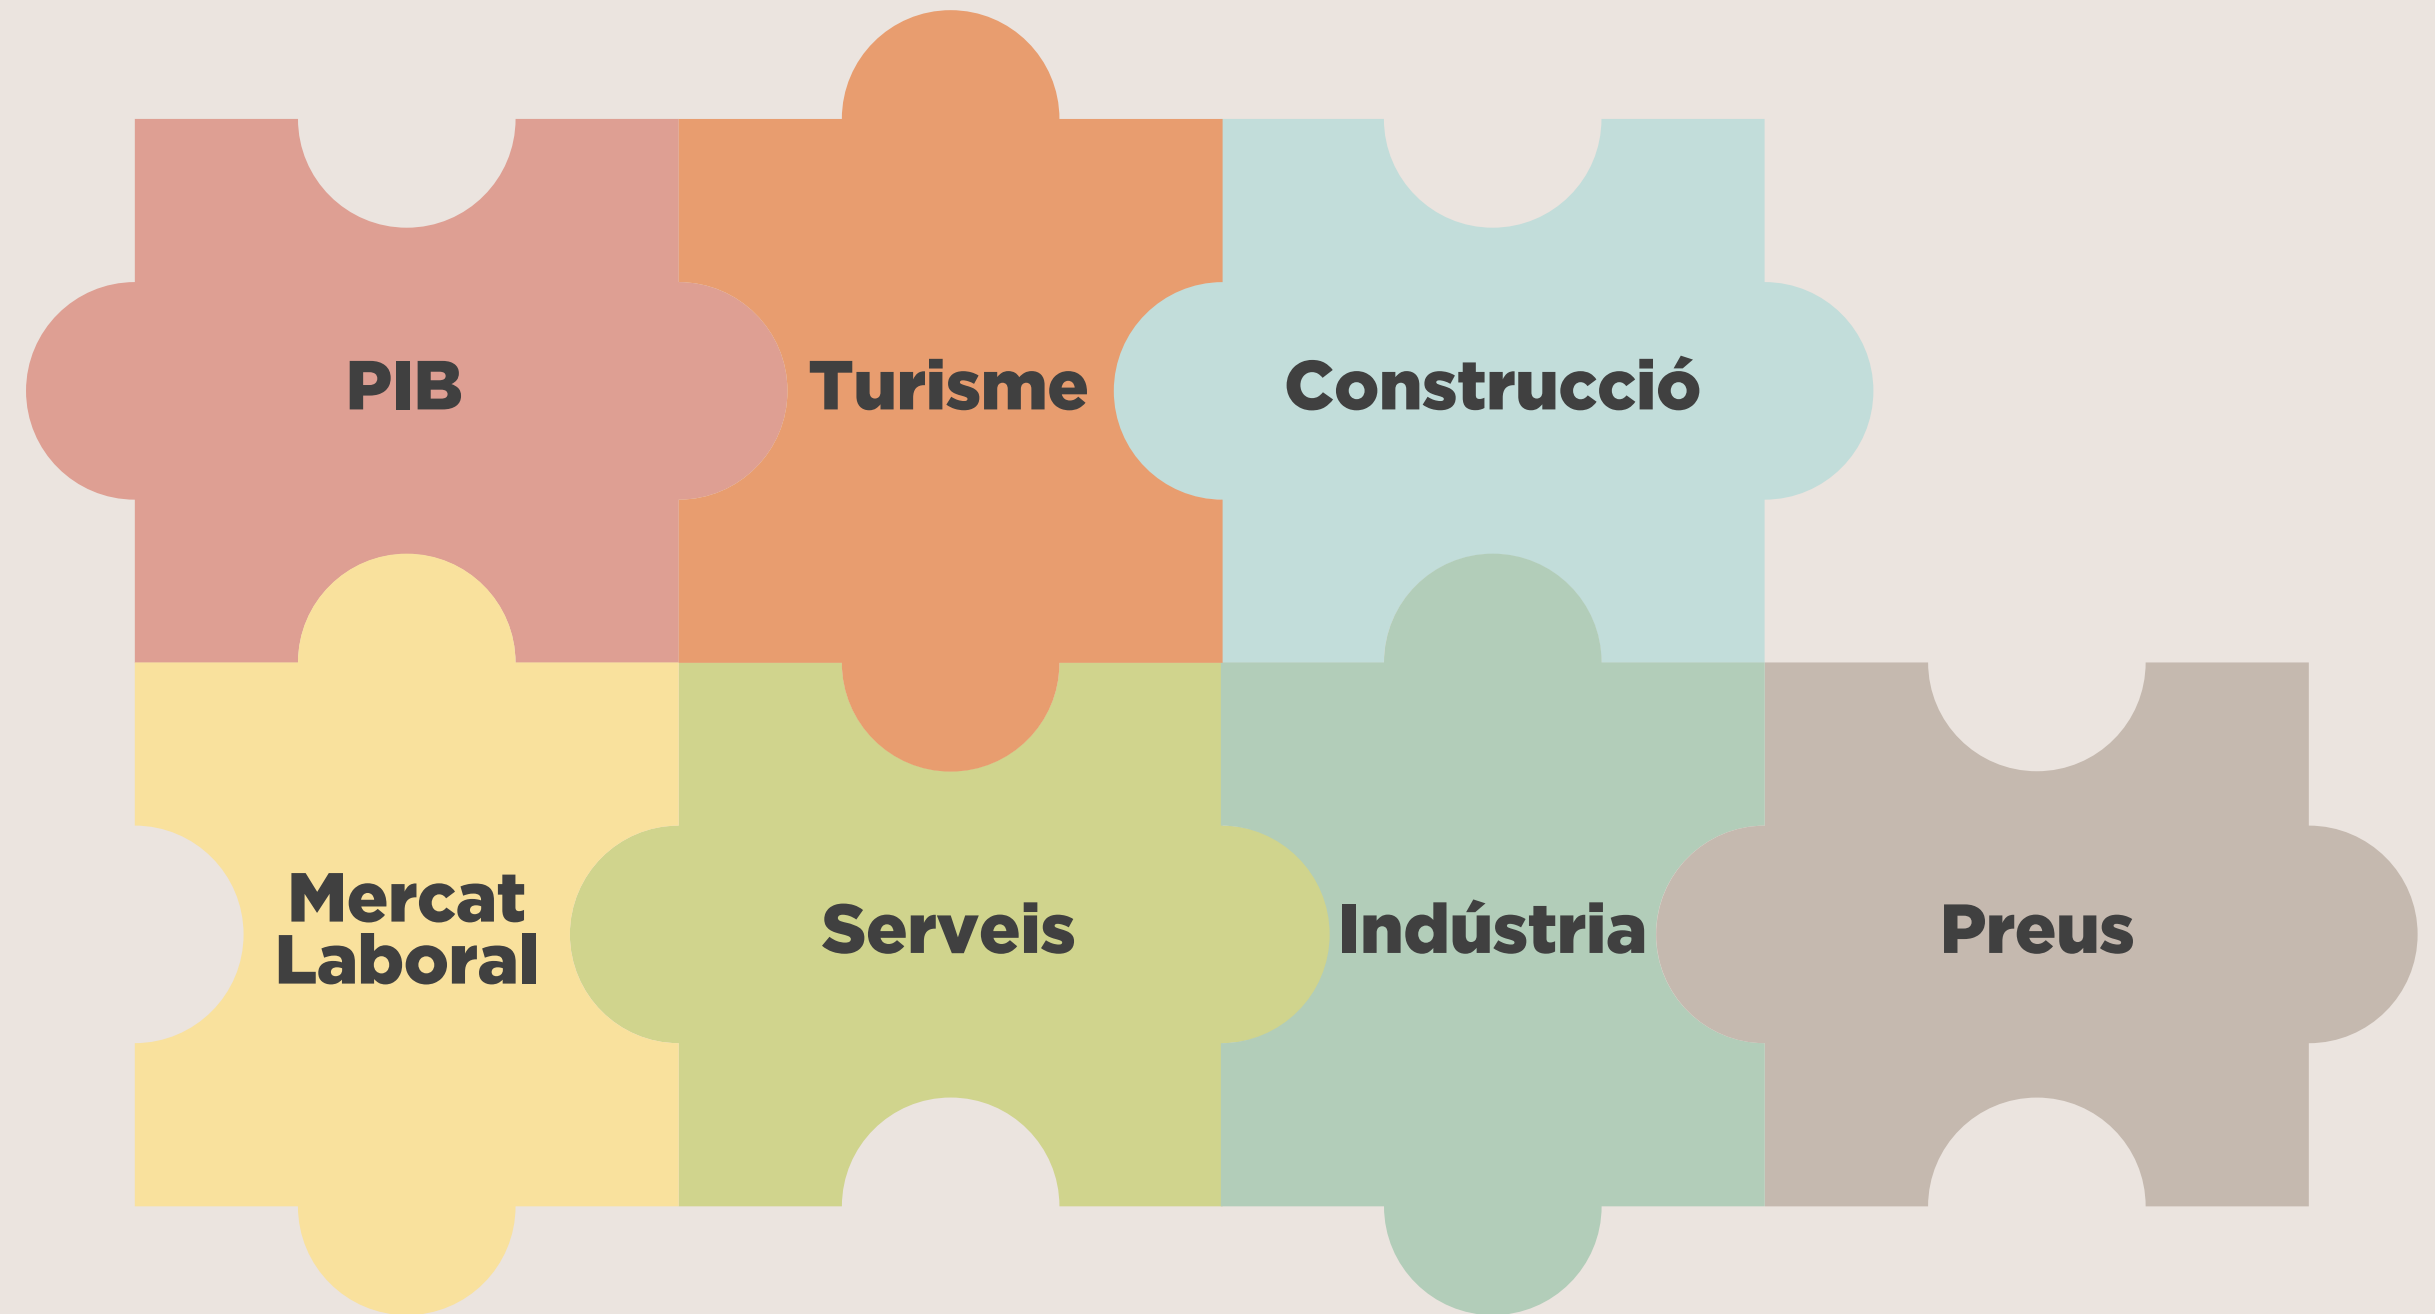 PIB
Turisme
Construcció
Mercat
Laboral
Serveis
Indústria
Preus